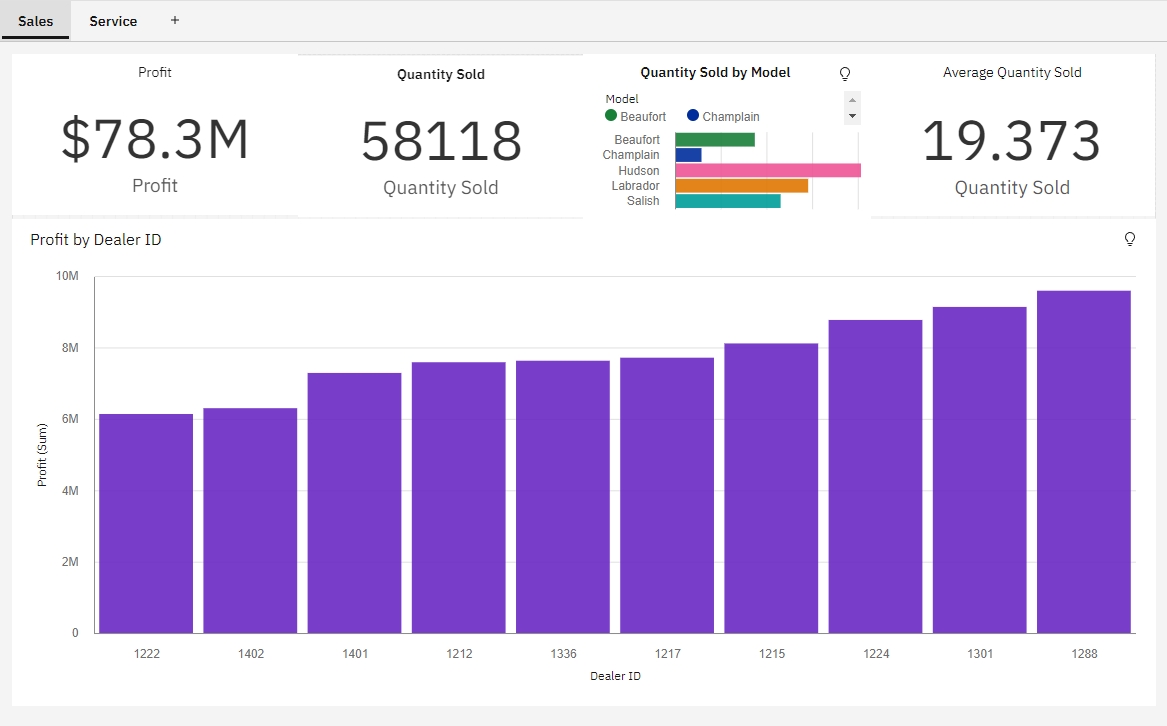 Sales
Service
+
Profit
$78.3M
Profit
Quantity Sold
58118
Quantity Sold
Quantity Sold by Model
Model
Beaufort
Champlain
Beaufort
Champlain
Hudson
Labrador
Salish
Average Quantity Sold
19.373
Quantity Sold
Profit by Dealer ID
Profit (Sum)
10M
8M
6M
4M
2M
0
1222 1402 1401 1212 1336 1217 1215 1224 1301 1288
Dealer ID